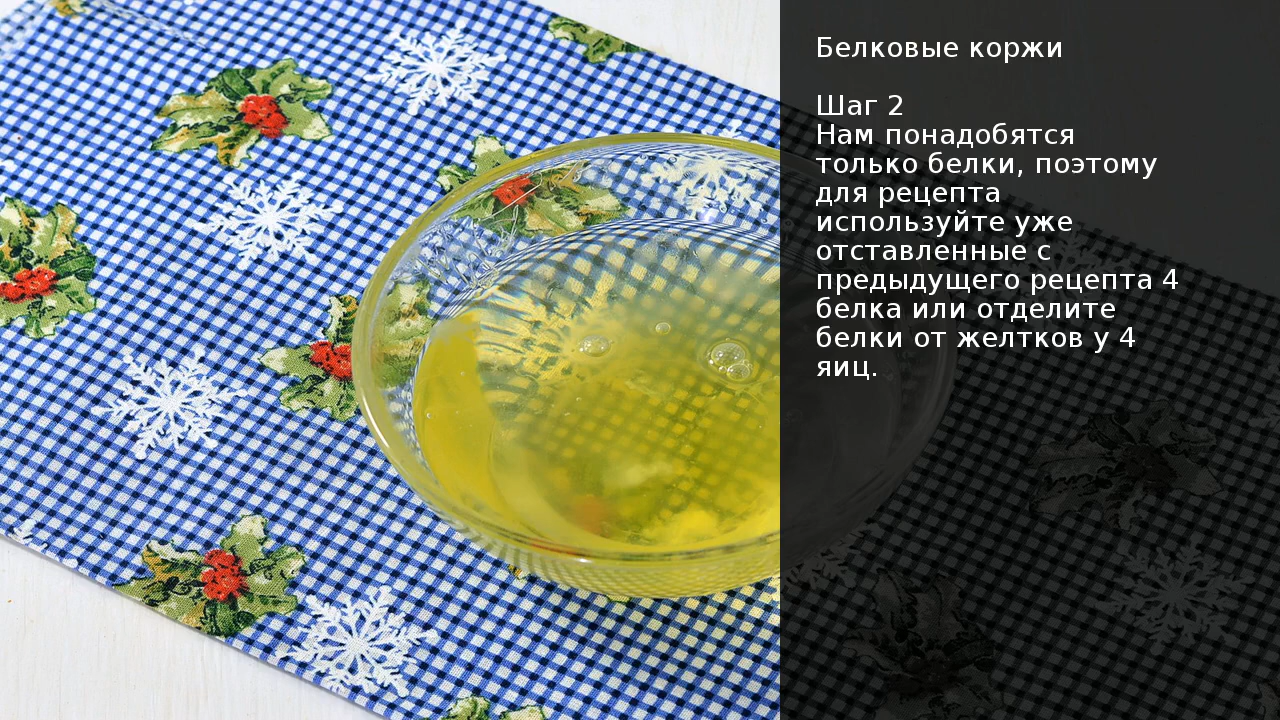 Белковые коржи
Шаг 2
Нам понадобятся
только белки, поэтому
для рецепта
используйте уже
отставленные с
предыдущего рецепта 4
белка или отделите
белки от желтков у 4
яиц.